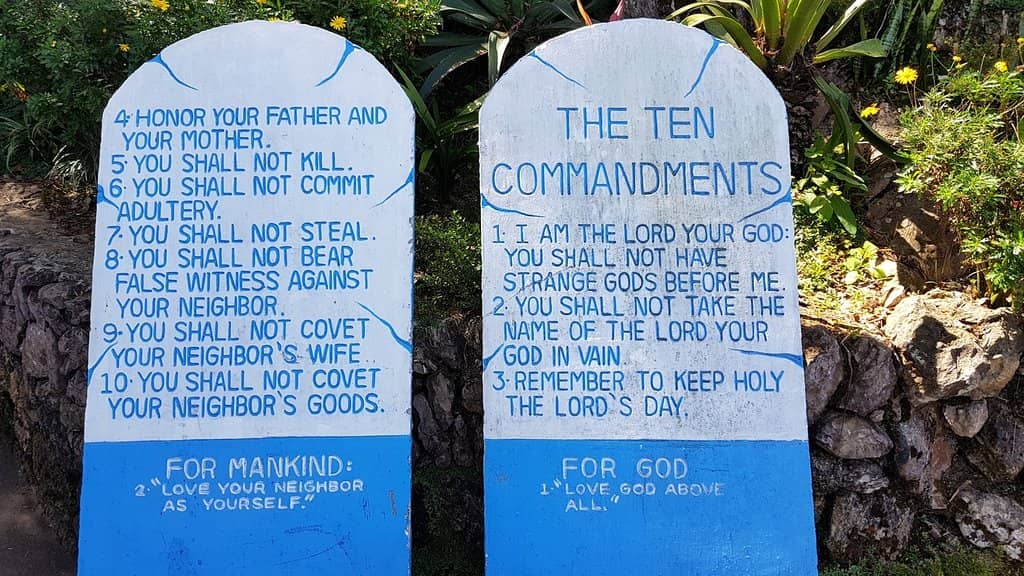 THE TEN
COMMANDMENTS
1· I AM THE LORD YOUR GOD:
YOU SHALL NOT HAVE
STRANGE GODS BEFORE ME.
2· YOU SHALL NOT TAKE THE
NAME OF THE LORD YOUR
GOD IN VAIN.
3· REMEMBER TO KEEP HOLY
THE LORD'S DAY.
FOR GOD
1·"LOVE GOD ABOVE
ALL."
4· HONOR YOUR FATHER AND
YOUR MOTHER.
5· YOU SHALL NOT KILL.
6· YOU SHALL NOT COMMIT
ADULTERY.
7· YOU SHALL NOT STEAL.
8· YOU SHALL NOT BEAR
FALSE WITNESS AGAINST
YOUR NEIGHBOR.
9· YOU SHALL NOT COVET
YOUR NEIGHBOR'S WIFE.
10· YOU SHALL NOT COVET
YOUR NEIGHBOR'S GOODS.
FOR MANKIND:
2·"LOVE YOUR NEIGHBOR
AS YOURSELF."